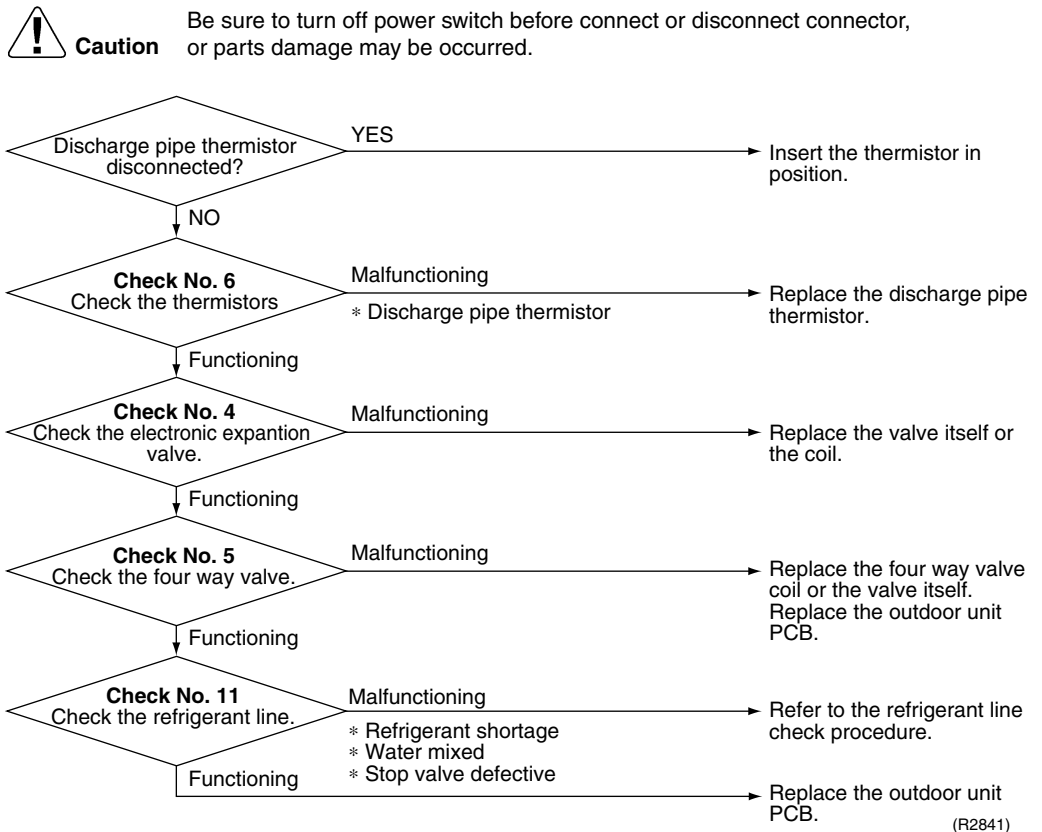 Caution
Be sure to turn off power switch before connect or disconnect connector,
or parts damage may be occurred.
Discharge pipe thermistor
disconnected?
YES
Insert the thermistor in
position.
NO
Check No. 6
Check the thermistors
Malfunctioning
* Discharge pipe thermistor
Replace the discharge pipe
thermistor.
Functioning
Check No. 4
Check the electronic expantion
valve.
Malfunctioning
Replace the valve itself or
the coil.
Functioning
Check No. 5
Check the four way valve.
Malfunctioning
Replace the four way valve
coil or the valve itself.
Replace the outdoor unit
PCB.
Functioning
Check No. 11
Check the refrigerant line.
Malfunctioning
* Refrigerant shortage
* Water mixed
* Stop valve defective
Refer to the refrigerant line
check procedure.
Functioning
Replace the outdoor unit
PCB.
(R2841)